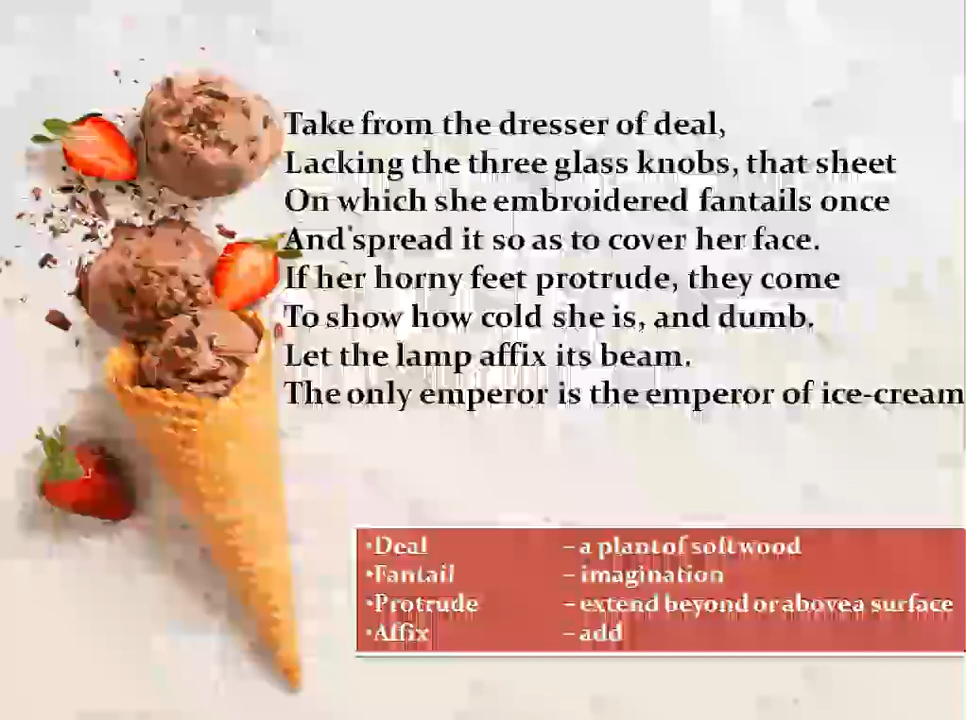 Take from the dresser of deal,
Lacking the three glass knobs, that sheet
On which she embroidered fantails once
And spread it so as to cover her face.
If her horny feet protrude, they come
To show how cold she is, and dumb.
Let the lamp affix its beam.
The only emperor is the emperor of ice-cream
•Deal – a plant of soft wood
•Fantail – imagination
•Protrude – extend beyond or above a surface
•Affix – add